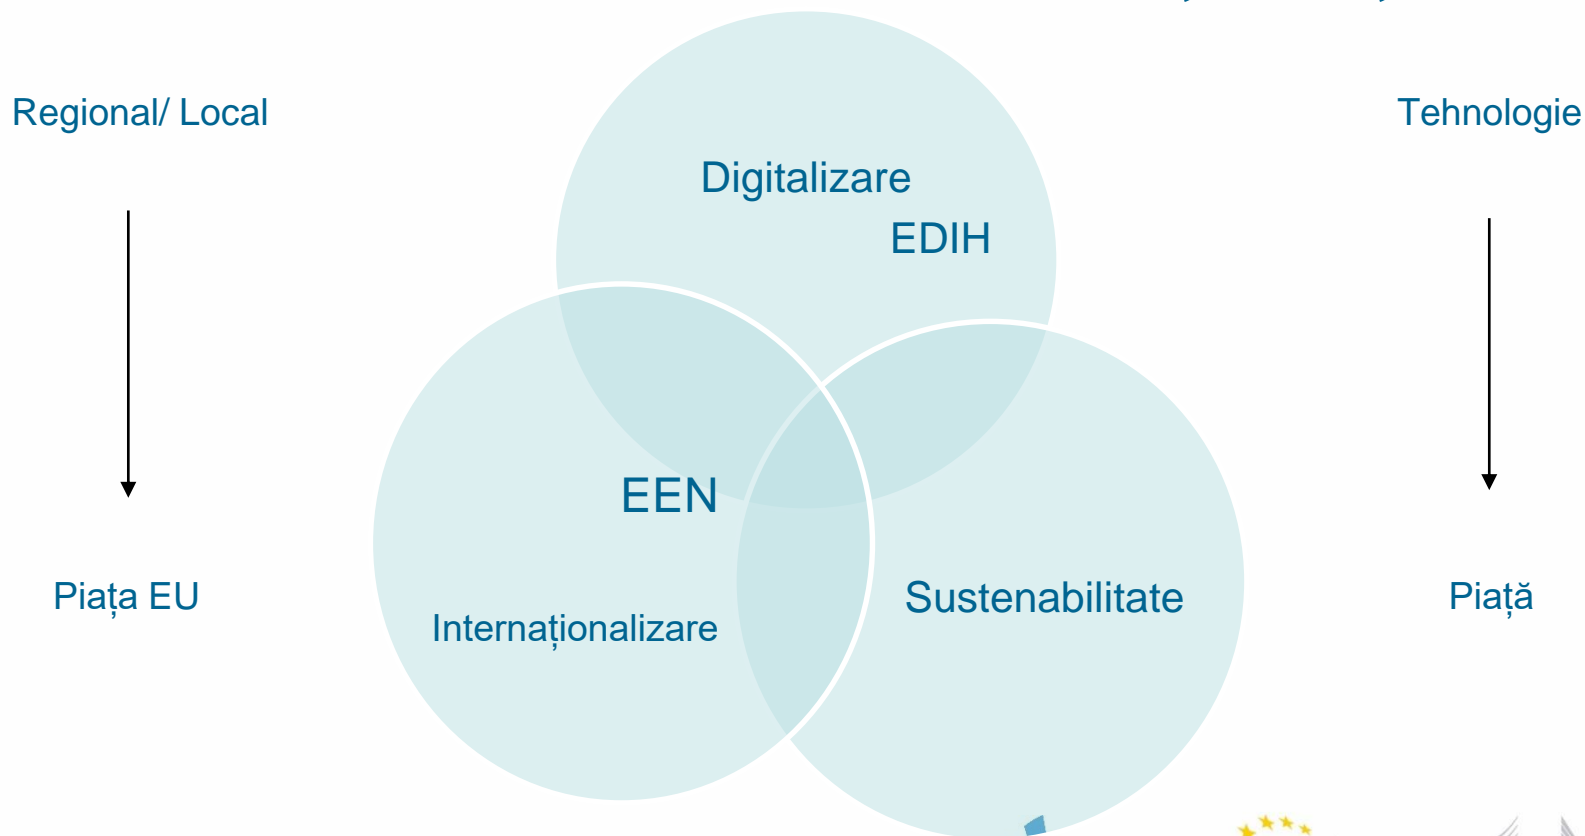 Regional/ Local
Tehnologie
Digitalizare
EDIH
EEN
Piața EU
Internaționalizare
Sustenabilitate
Piață